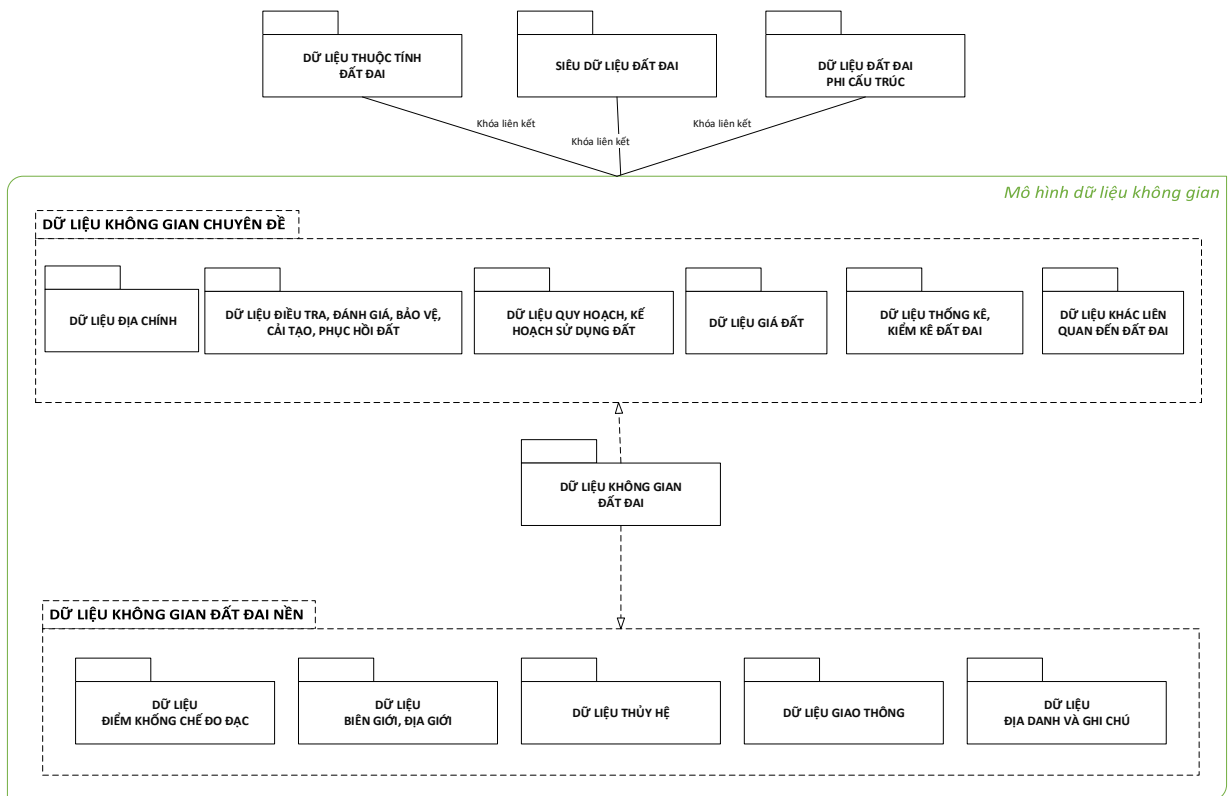 DỮ LIỆU THUỘC TÍNH
ĐẤT ĐAI
SIÊU DỮ LIỆU ĐẤT ĐAI
DỮ LIỆU ĐẤT ĐAI
PHI CẤU TRÚC
Khóa liên kết
Khóa liên kết
Khóa liên kết
Mô hình dữ liệu không gian
DỮ LIỆU KHÔNG GIAN CHUYÊN ĐỀ
DỮ LIỆU ĐỊA CHÍNH
DỮ LIỆU ĐIỀU TRA, ĐÁNH GIÁ, BẢO VỆ,
CẢI TẠO, PHỤC HỒI ĐẤT
DỮ LIỆU QUY HOẠCH, KẾ
HOẠCH SỬ DỤNG ĐẤT
DỮ LIỆU GIÁ ĐẤT
DỮ LIỆU THỐNG KÊ,
KIỂM KÊ ĐẤT ĐAI
DỮ LIỆU KHÁC LIÊN
QUAN ĐẾN ĐẤT ĐAI
DỮ LIỆU KHÔNG GIAN
ĐẤT ĐAI
DỮ LIỆU KHÔNG GIAN ĐẤT ĐAI NỀN
DỮ LIỆU
ĐIỂM KHỐNG CHẾ ĐO ĐẠC
DỮ LIỆU
BIÊN GIỚI, ĐỊA GIỚI
DỮ LIỆU THỦY HỆ
DỮ LIỆU GIAO THÔNG
DỮ LIỆU
ĐỊA DANH VÀ GHI CHÚ